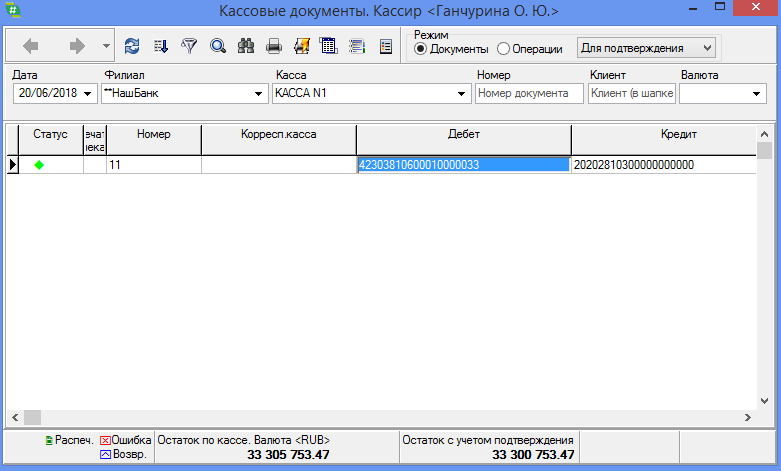 Кассовые документы. Кассир <Ганчурина О. Ю.>
Режим
Документы Операции Для подтверждения
Дата Филиал Касса Номер Клиент Валюта
20/06/2018 **НашБанк КАССА N1 Номер документа Клиент (в шапке
Статус Номер Корресп.касса Дебет Кредит
11 42303810600010000033 20202810300000000000
Распеч. Ошибка Остаток по кассе. Валюта <RUB> Остаток с учетом подтверждения
Возвр. 33 305 753.47 33 300 753.47